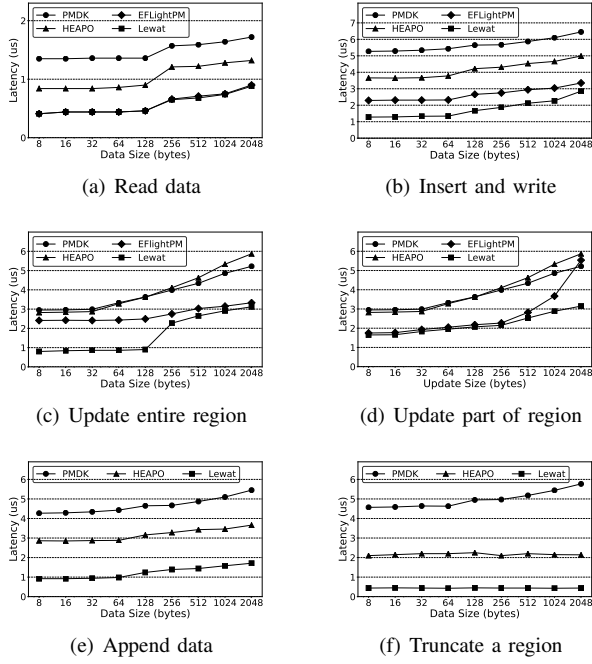 PMDK EFLightPM
HEAPO Lewat
Latency (us)
2
1
0
8 16 32 64 128 256 512 1024 2048
Data Size (bytes)
(a) Read data
PMDK EFLightPM
HEAPO Lewat
Latency (us)
7
6
5
4
3
2
1
0
8 16 32 64 128 256 512 1024 2048
Data Size (bytes)
(b) Insert and write
PMDK EFlightPM
HEAPO Lewat
Latency (us)
6
5
4
3
2
1
0
8 16 32 64 128 256 512 1024 2048
Data Size (bytes)
(c) Update entire region
PMDK EFlightPM
HEAPO Lewat
Latency (us)
6
5
4
3
2
1
0
8 16 32 64 128 256 512 1024 2048
Update Size (bytes)
(d) Update part of region
PMDK HEAPO Lewat
Latency (us)
6
5
4
3
2
1
0
8 16 32 64 128 256 512 1024 2048
Data Size (bytes)
(e) Append data
PMDK HEAPO Lewat
Latency (us)
6
5
4
3
2
1
0
8 16 32 64 128 256 512 1024 2048
Data Size (bytes)
(f) Truncate a region